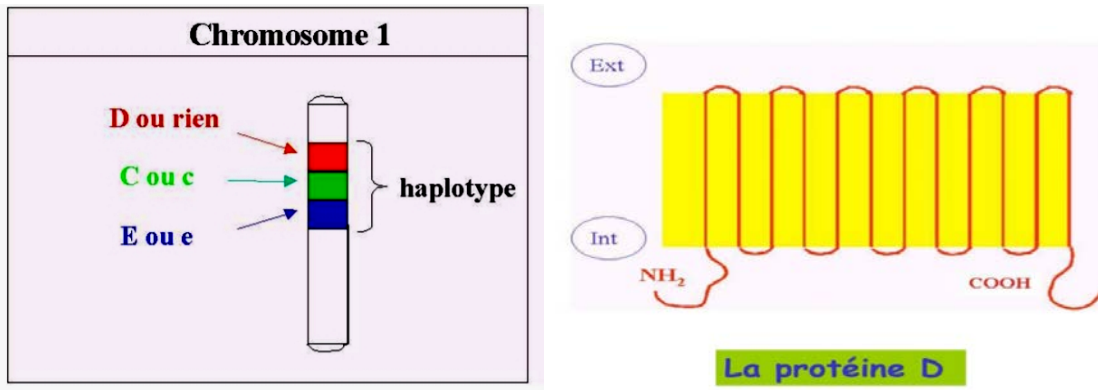 Chromosome 1
D ou rien
C ou c
haplotype
E ou e
Ext
Int
NH₂
COOH
La protéine D